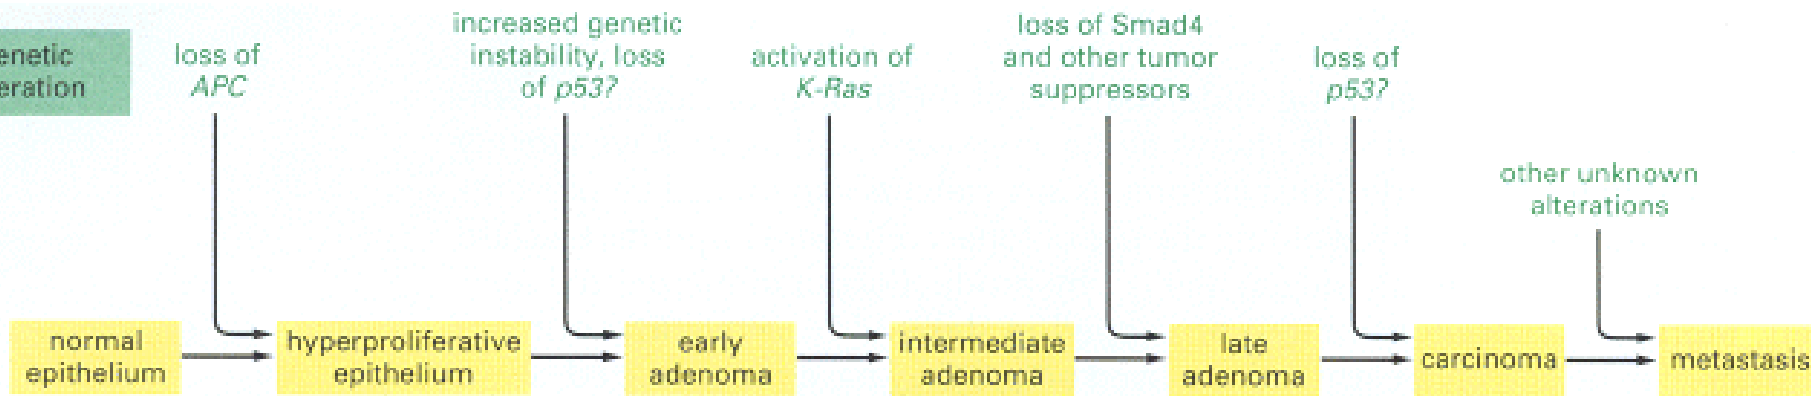 enetic
eration
loss of
APC
increased genetic
instability, loss
of p53?
activation of
K-Ras
loss of Smad4
and other tumor
suppressors
loss of
p53?
other unknown
alterations
normal
epithelium
hyperproliferative
epithelium
early
adenoma
intermediate
adenoma
late
adenoma
carcinoma
metastasis